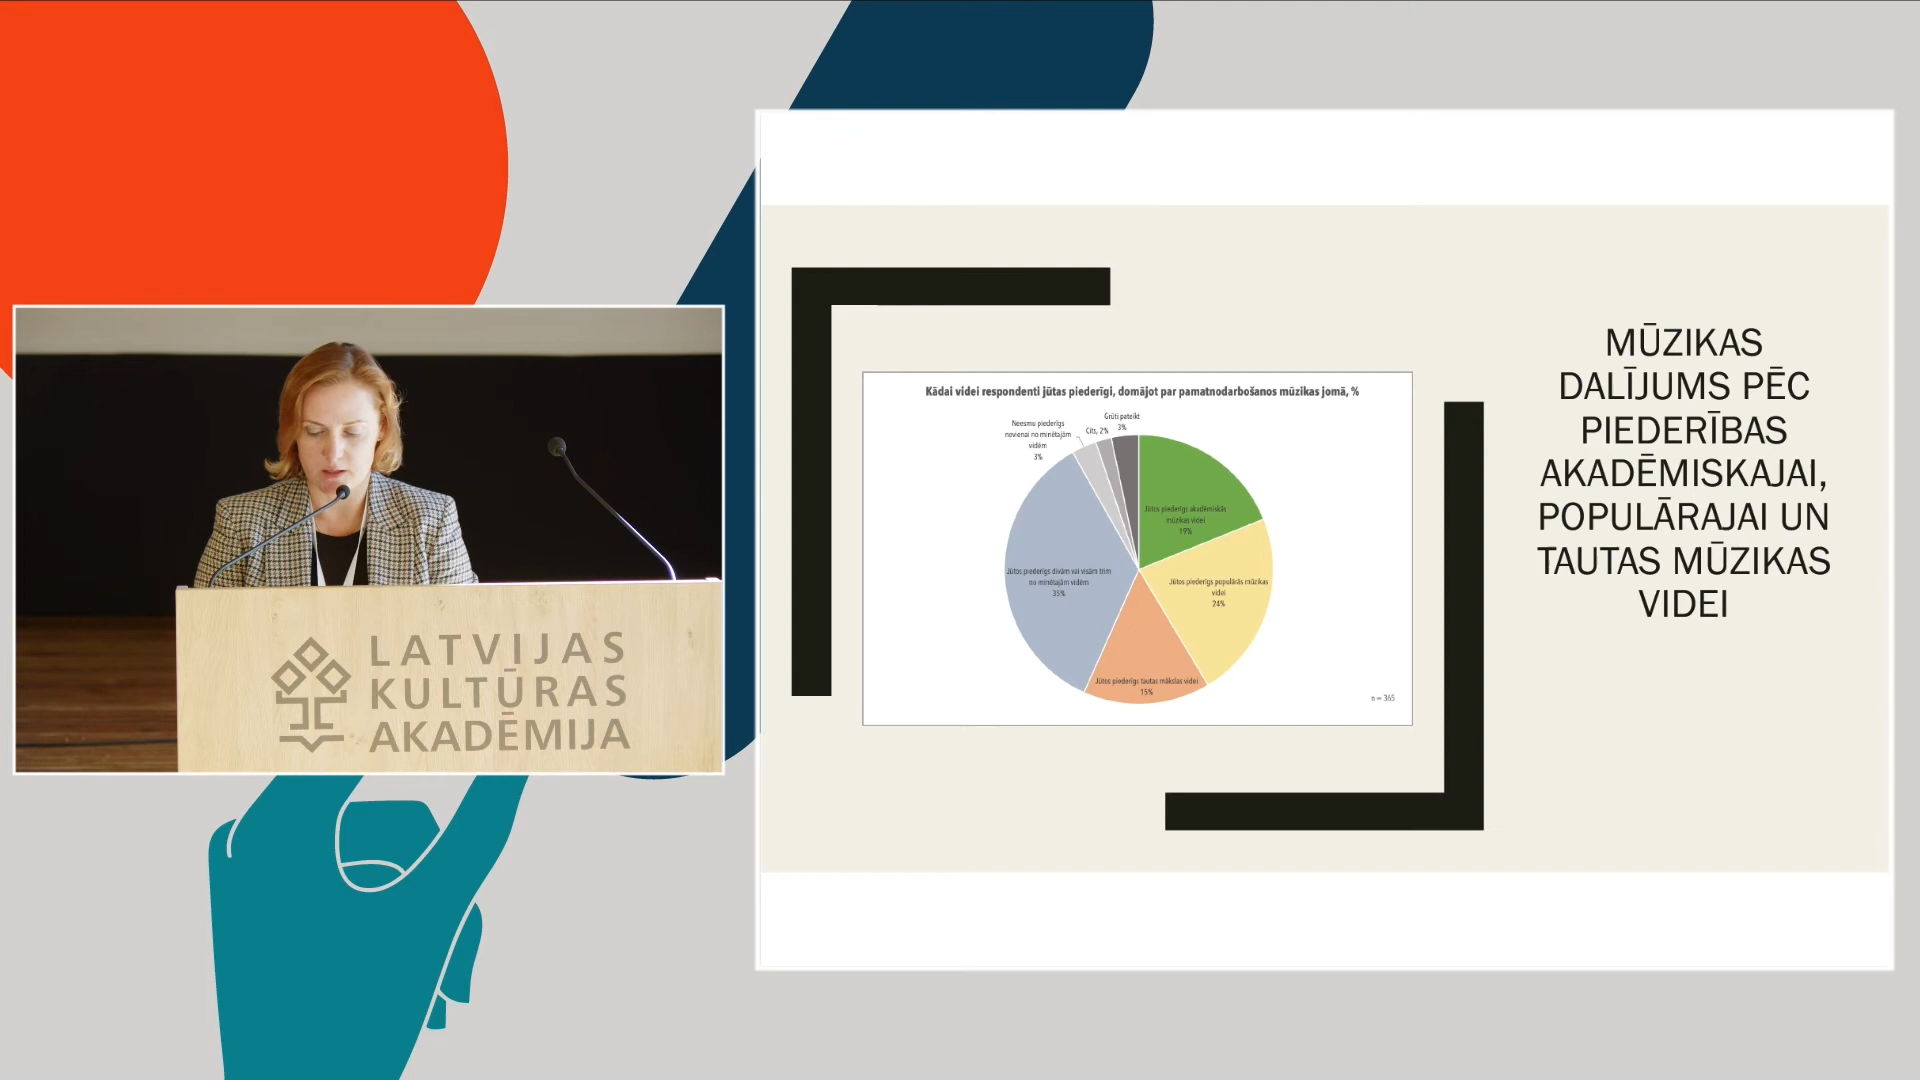 LATVIJAS
KULTŪRAS
AKADĒMIJA
Kādai videi respondenti jūtas piederīgi, domājot par pamatnodarbošanos mūzikas jomā, %
Neesmu piederīgs
nevienai no minētajām
vidēm
3%
Cits, 2%
Grūti pateikt
3%
Jūtos piederīgs akadēmiskās
mūzikas videi
19%
Jūtos piederīgs populārās mūzikas
videi
24%
Jūtos piederīgs tautas mākslas videi
15%
Jūtos piederīgs divām vai visām trim
no minētajām vidēm
35%
n = 365
MŪZIKAS
DALĪJUMS PĒC
PIEDERĪBAS
AKADĒMISKAJAI,
POPULĀRAJAI UN
TAUTAS MŪZIKAS
VIDEI